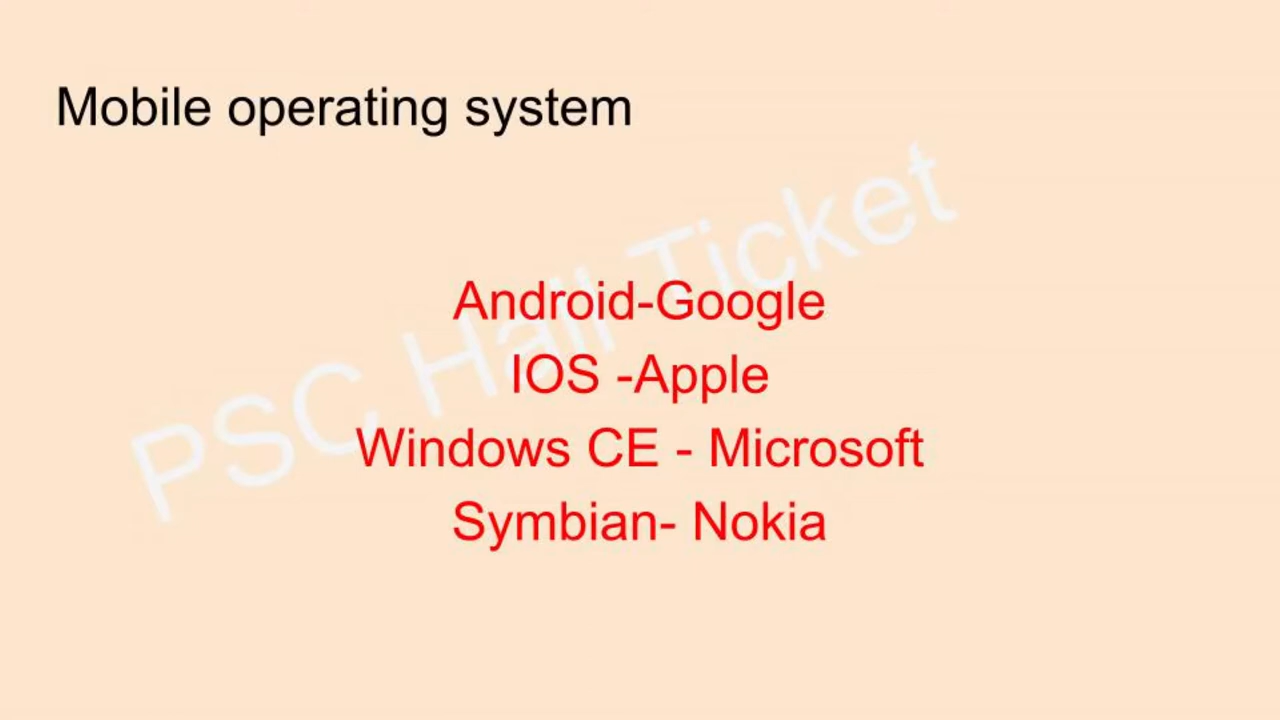 Mobile operating system
PSC Hall Ticket
Android-Google
IOS -Apple
Windows CE - Microsoft
Symbian- Nokia